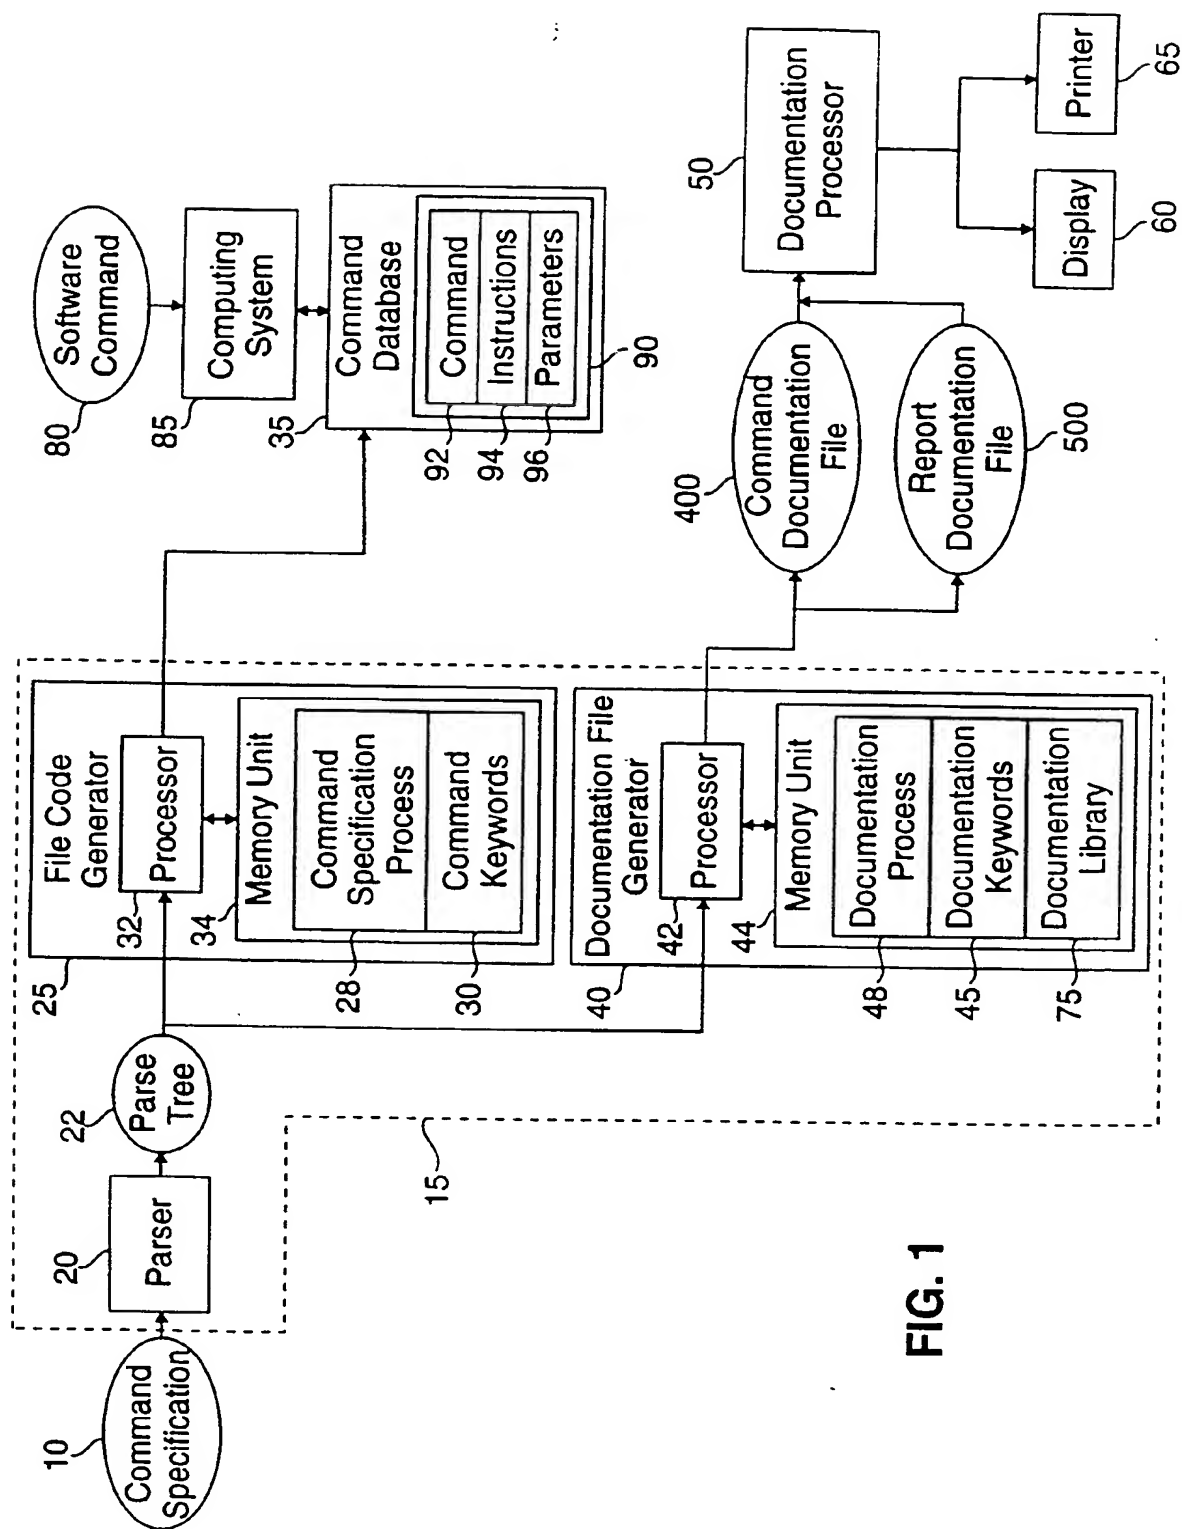 10
Command
Specification
20
Parser
22
Parse
Tree
15
25
File Code
Generator
32
Processor
34
Memory Unit
Command
Specification
Process
28
Command
Keywords
30
40
Documentation File
Generator
42
Processor
44
Memory Unit
Documentation
Process
48
Documentation
Keywords
45
Documentation
Library
75
80
Software
Command
85
Computing
System
35
Command
Database
92
Command
94
Instructions
96
Parameters
90
400
Command
Documentation
File
Report
Documentation
File
500
50
Documentation
Processor
Display
60
Printer
65
FIG. 1